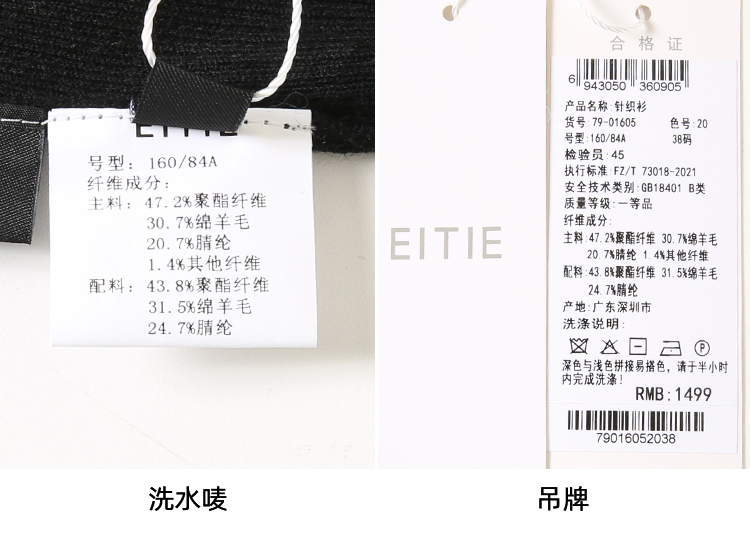 EITIE
号型: 160/84A
纤维成分:
主料: 47.2%聚酯纤维
30.7%绵羊毛
20.7%腈纶
1.4%其他纤维
配料: 43.8%聚酯纤维
31.5%绵羊毛
24.7%腈纶
洗水唛
EITIE
合格证
6 943050 360905
产品名称:针织衫
货号:79-01605 色号:20
号型:160/84A 38码
检验员:45
执行标准:FZ/T 73018-2021
安全技术类别:GB18401 B类
质量等级:一等品
纤维成分:
主料:47.2%聚酯纤维 30.7%绵羊毛
20.7%腈纶 1.4%其他纤维
配料:43.8%聚酯纤维 31.5%绵羊毛
24.7%腈纶
产地:广东深圳市
洗涤说明:
P
深色与浅色拼接易搭色，请于半小时
内完成洗涤!
RMB:1499
79016052038
吊牌